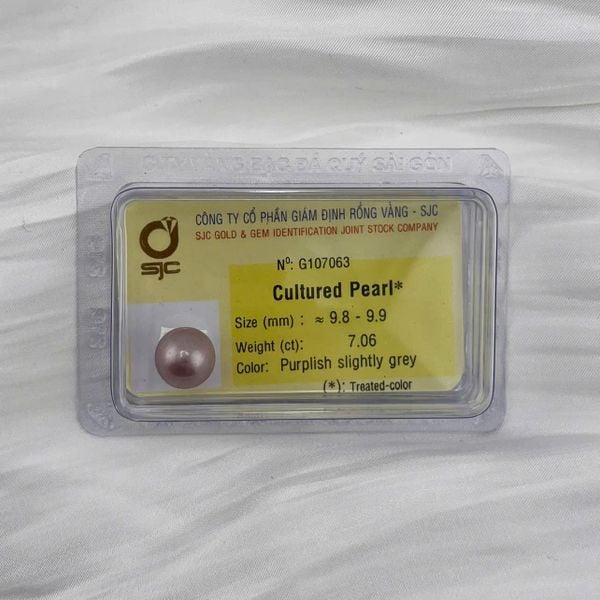 CTY VÀNG BẠC ĐÁ QUÝ SÀI GÒN
CÔNG TY CỔ PHẦN GIÁM ĐỊNH RỒNG VÀNG - SJC
SJC GOLD & GEM IDENTIFICATION JOINT STOCK COMPANY
SJC
Nº: G107063
Cultured Pearl*
Size (mm) : ≈ 9.8 - 9.9
Weight (ct): 7.06
Color: Purplish slightly grey
(*): Treated-color